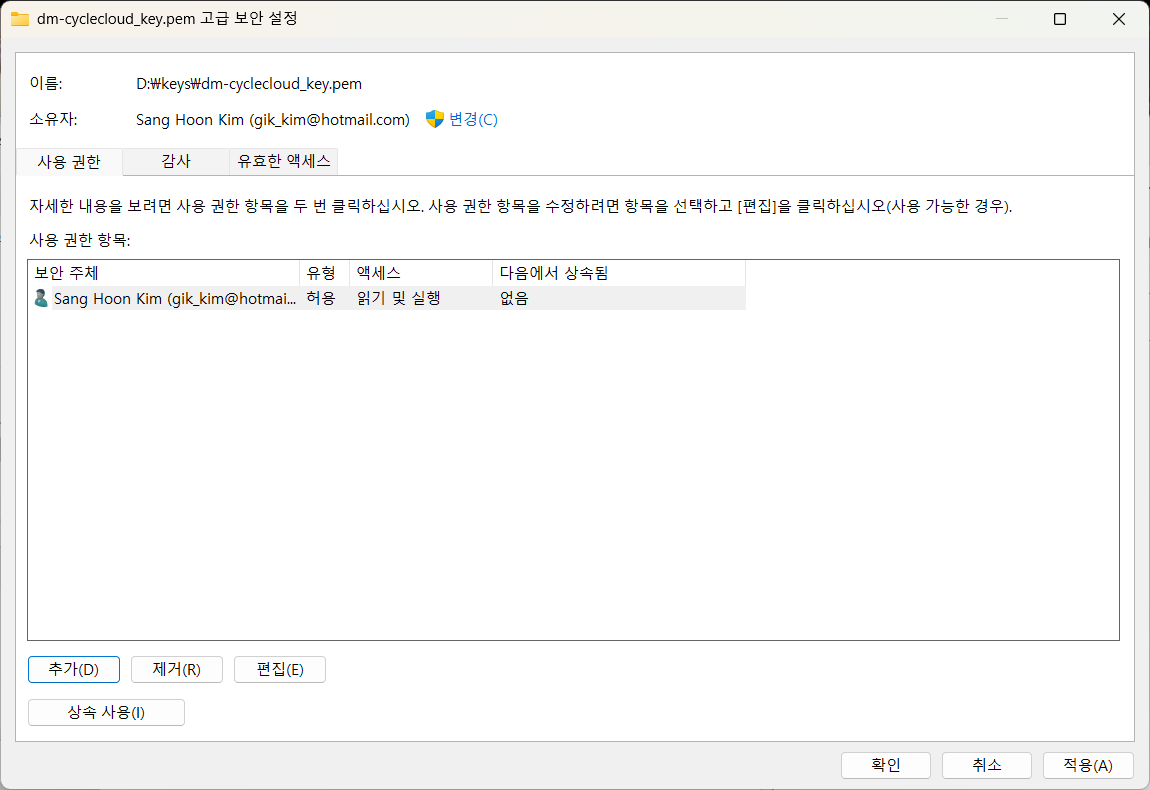 dm-cyclecloud_key.pem 고급 보안 설정
이름: D:₩keys₩dm-cyclecloud_key.pem
소유자: Sang Hoon Kim (gik_kim@hotmail.com) 변경(C)
사용 권한 감사 유효한 액세스
자세한 내용을 보려면 사용 권한 항목을 두 번 클릭하십시오. 사용 권한 항목을 수정하려면 항목을 선택하고 [편집]을 클릭하십시오(사용 가능한 경우).
사용 권한 항목:
보안 주체 유형 액세스 다음에서 상속됨
Sang Hoon Kim (gik_kim@hotmai... 허용 읽기 및 실행 없음
추가(D) 제거(R) 편집(E)
상속 사용(I)
확인 취소 적용(A)